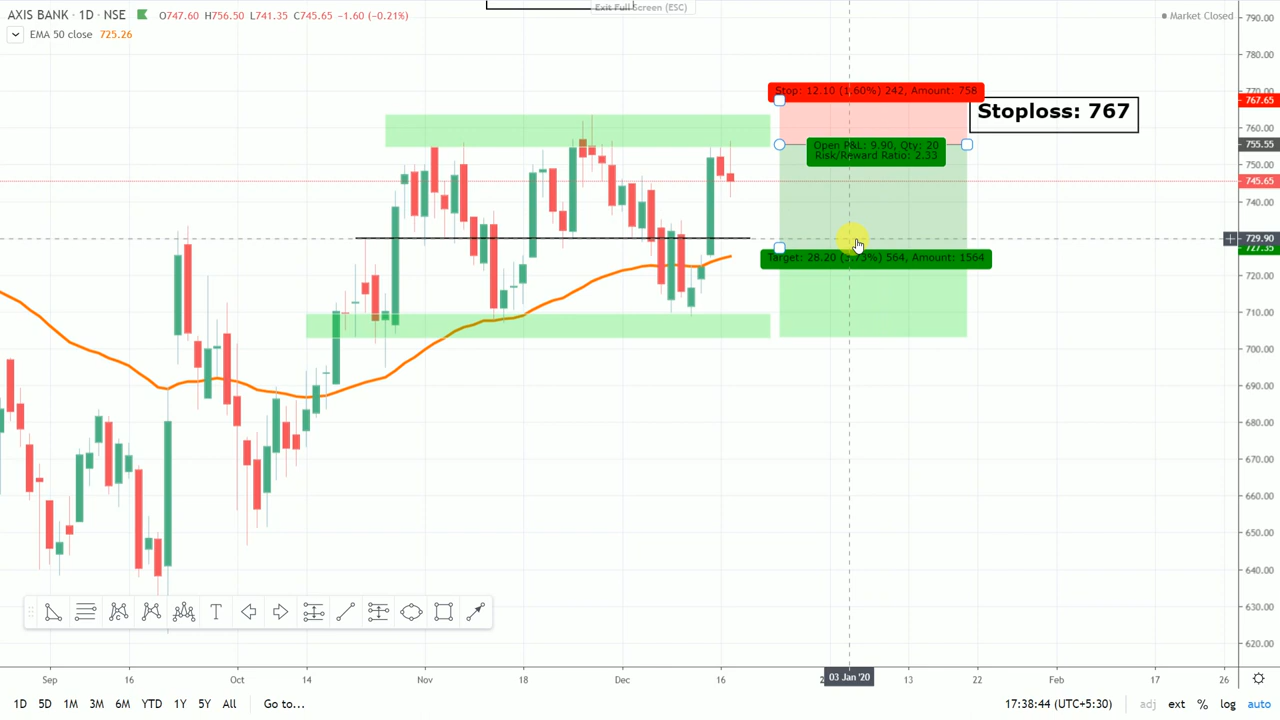 AXIS BANK · 1D · NSE O747.60 H756.50 L741.35 C745.65 −1.60 (−0.21%)
Exit Full Screen (ESC)
Market Closed
EMA 50 close 725.26
790.00
780.00
770.00
Stop: 12.10 (1.60%) 242, Amount: 758
767.65
Stoploss: 767
760.00
Open P&L: 9.90, Qty: 20
755.55
Risk/Reward Ratio: 2.33
750.00
745.65
740.00
729.90
727.35
Target: 28.20 (3.73%) 564, Amount: 1564
720.00
710.00
700.00
690.00
680.00
670.00
660.00
650.00
640.00
630.00
620.00
Sep 16 Oct 14 Nov 18 Dec 16 2 03 Jan '20 13 22 Feb 17 26
1D 5D 1M 3M 6M YTD 1Y 5Y All Go to... 17:38:44 (UTC+5:30) adj ext % log auto